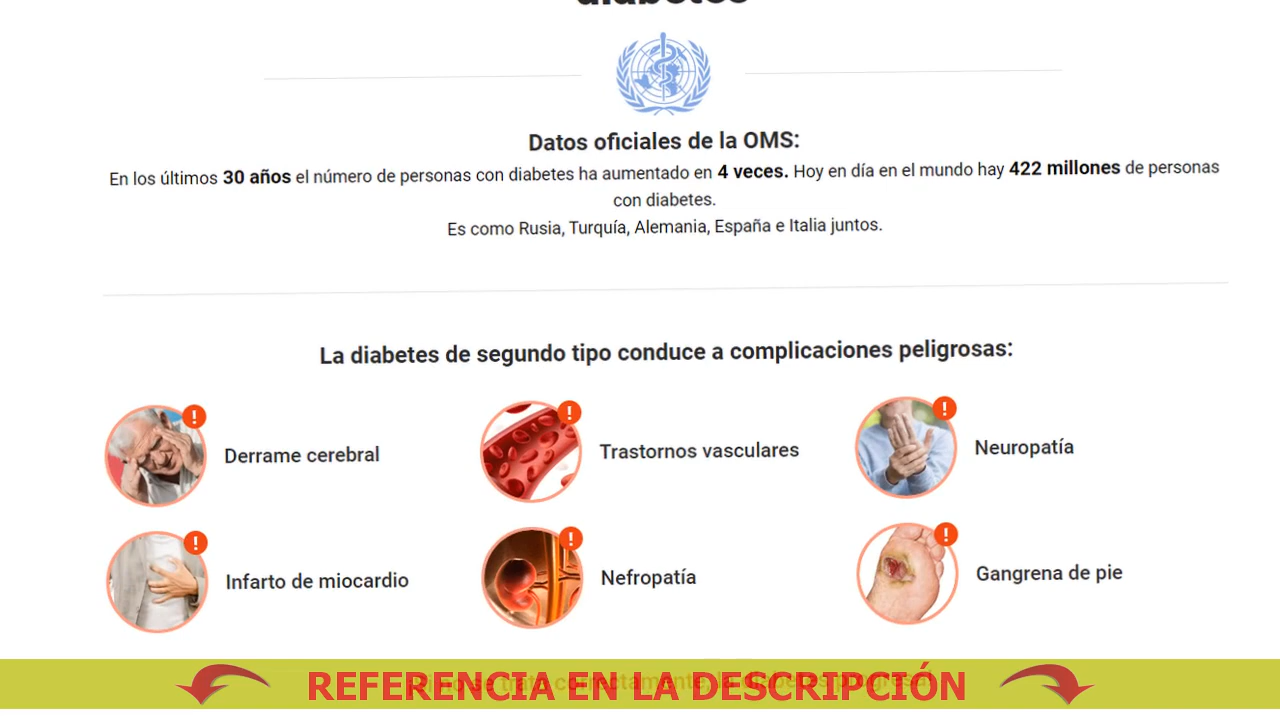 diabetes
Datos oficiales de la OMS:
En los últimos 30 años el número de personas con diabetes ha aumentado en 4 veces. Hoy en día en el mundo hay 422 millones de personas
con diabetes.
Es como Rusia, Turquía, Alemania, España e Italia juntos.
La diabetes de segundo tipo conduce a complicaciones peligrosas:
Derrame cerebral
Trastornos vasculares
Neuropatía
Infarto de miocardio
Nefropatía
Gangrena de pie
REFERENCIA EN LA DESCRIPCIÓN